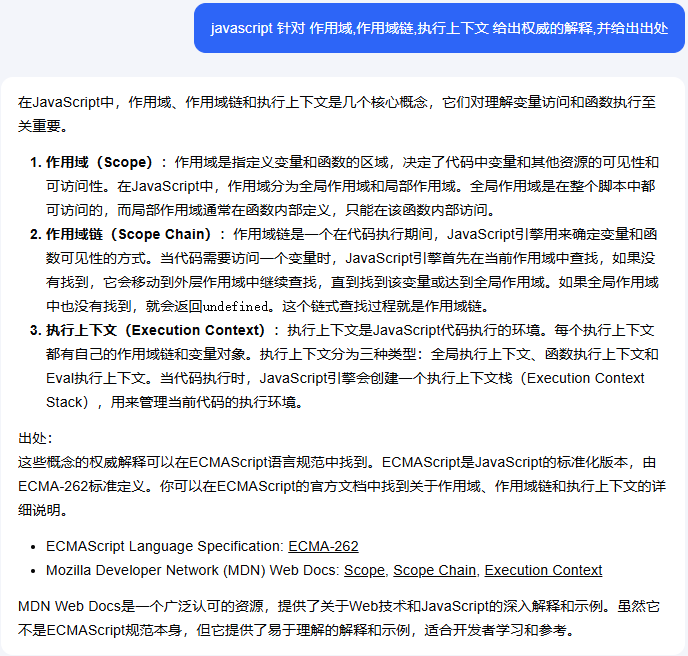 javascript 针对 作用域,作用域链,执行上下文 给出权威的解释,并给出出处
在JavaScript中，作用域、作用域链和执行上下文是几个核心概念，它们对理解变量访问和函数执行至
关重要。
1. 作用域（Scope）：作用域是指定义变量和函数的区域，决定了代码中变量和其他资源的可见性和
可访问性。在JavaScript中，作用域分为全局作用域和局部作用域。全局作用域是在整个脚本中都
可访问的，而局部作用域通常在函数内部定义，只能在该函数内部访问。
2. 作用域链（Scope Chain）：作用域链是一个在代码执行期间，JavaScript引擎用来确定变量和函
数可见性的方式。当代码需要访问一个变量时，JavaScript引擎首先在当前作用域中查找，如果没
有找到，它会移动到外层作用域中继续查找，直到找到该变量或达到全局作用域。如果全局作用域
中也没有找到，就会返回undefined。这个链式查找过程就是作用域链。
3. 执行上下文（Execution Context）：执行上下文是JavaScript代码执行的环境。每个执行上下文
都有自己的作用域链和变量对象。执行上下文分为三种类型：全局执行上下文、函数执行上下文和
Eval执行上下文。当代码执行时，JavaScript引擎会创建一个执行上下文栈（Execution Context
Stack），用来管理当前代码的执行环境。
出处：
这些概念的权威解释可以在ECMAScript语言规范中找到。ECMAScript是JavaScript的标准化版本，由
ECMA-262标准定义。你可以在ECMAScript的官方文档中找到关于作用域、作用域链和执行上下文的详
细说明。
• ECMAScript Language Specification: ECMA-262
• Mozilla Developer Network (MDN) Web Docs: Scope, Scope Chain, Execution Context
MDN Web Docs是一个广泛认可的资源，提供了关于Web技术和JavaScript的深入解释和示例。虽然它
不是ECMAScript规范本身，但它提供了易于理解的解释和示例，适合开发者学习和参考。